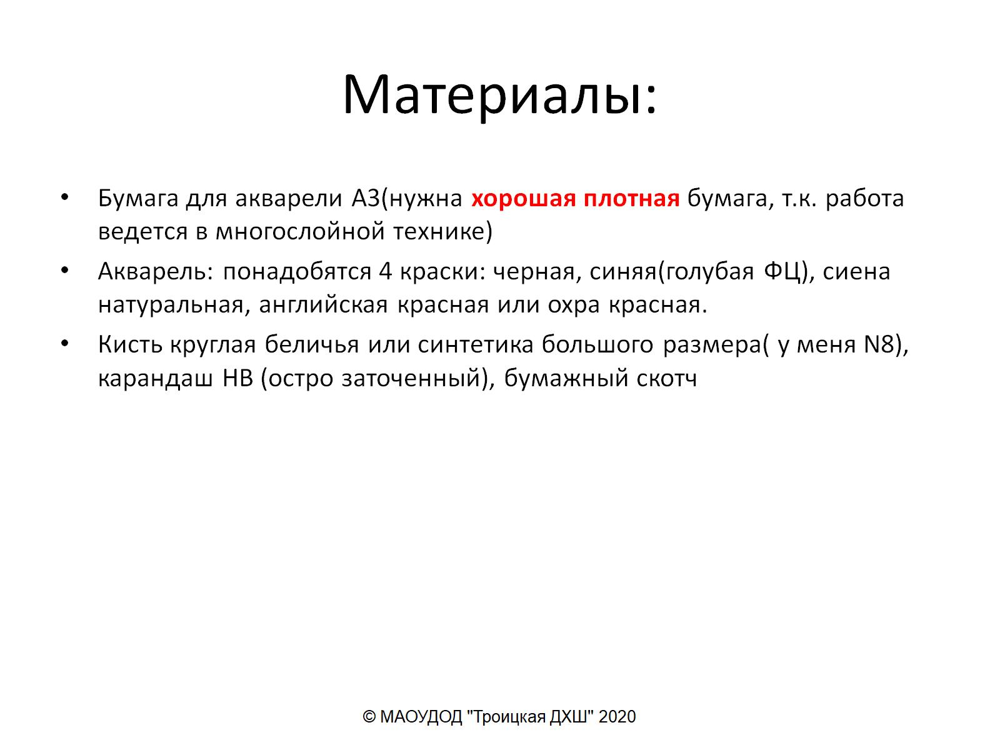 Материалы:
• Бумага для акварели А3(нужна хорошая плотная бумага, т.к. работа
ведется в многослойной технике)
• Акварель: понадобятся 4 краски: черная, синяя(голубая ФЦ), сиена
натуральная, английская красная или охра красная.
• Кисть круглая беличья или синтетика большого размера( у меня N8),
карандаш НВ (остро заточенный), бумажный скотч
© МАОУДОД "Троицкая ДХШ" 2020